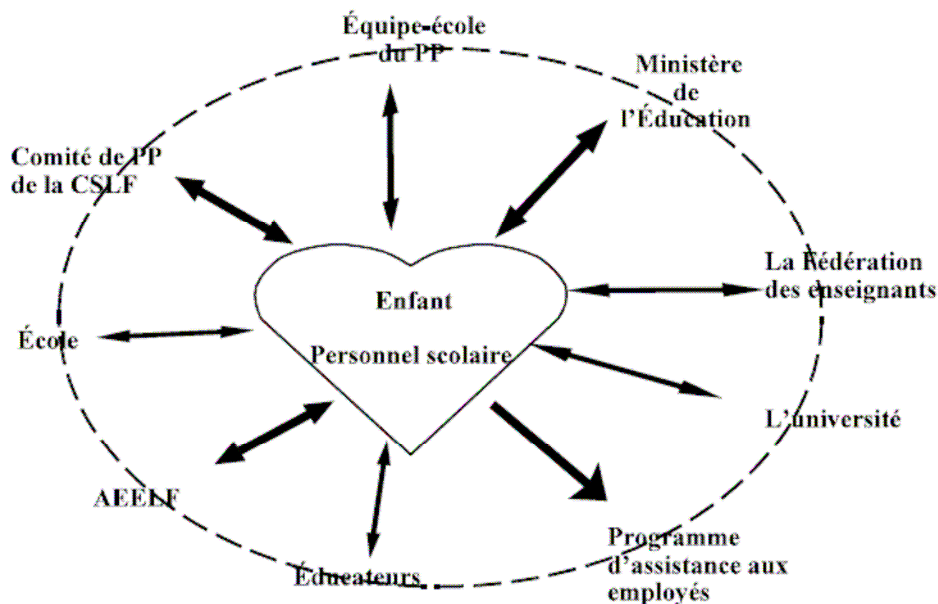 Équipe-école
du PP
Ministère
de
l'Éducation
Comité de PP
de la CSLF
La Fédération
des enseignants
Enfant
Personnel scolaire
École
L'université
AEELF
Éducateurs
Programme
d'assistance aux
employés